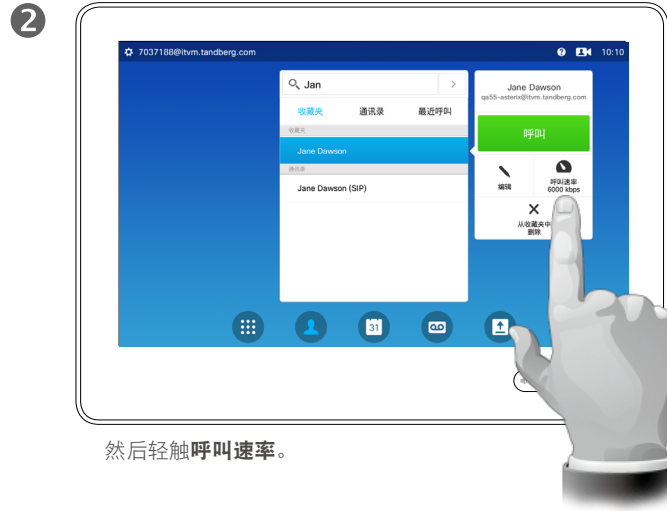 2
7037188@itvm.tandberg.com
10:10
Jan
收藏夹 通讯录 最近呼叫
收藏夹
Jane Dawson
通讯录
Jane Dawson (SIP)
Jane Dawson
qa55-asterix@itvm.tandberg.com
呼叫
编辑
呼叫速率
6000 kbps
从收藏夹中
删除
31
然后轻触呼叫速率。